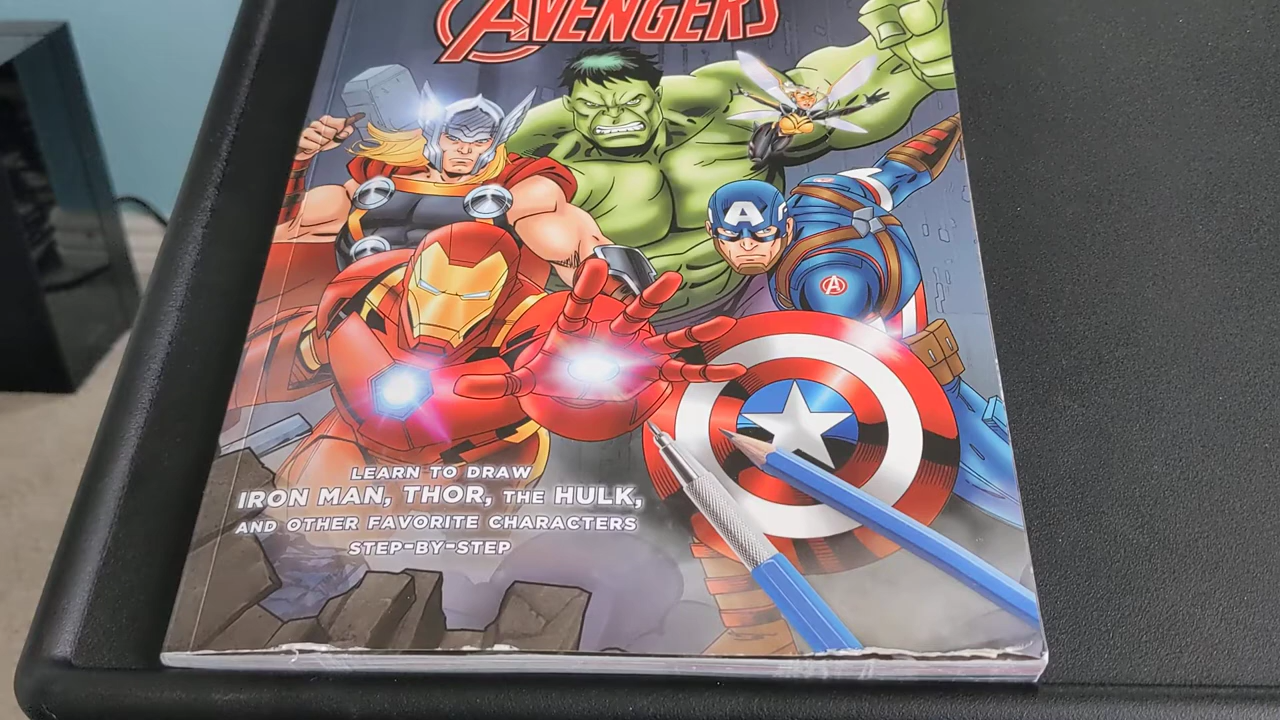 AVENGERS
A
A
LEARN TO DRAW
IRON MAN, THOR, THE HULK,
AND OTHER FAVORITE CHARACTERS
STEP-BY-STEP